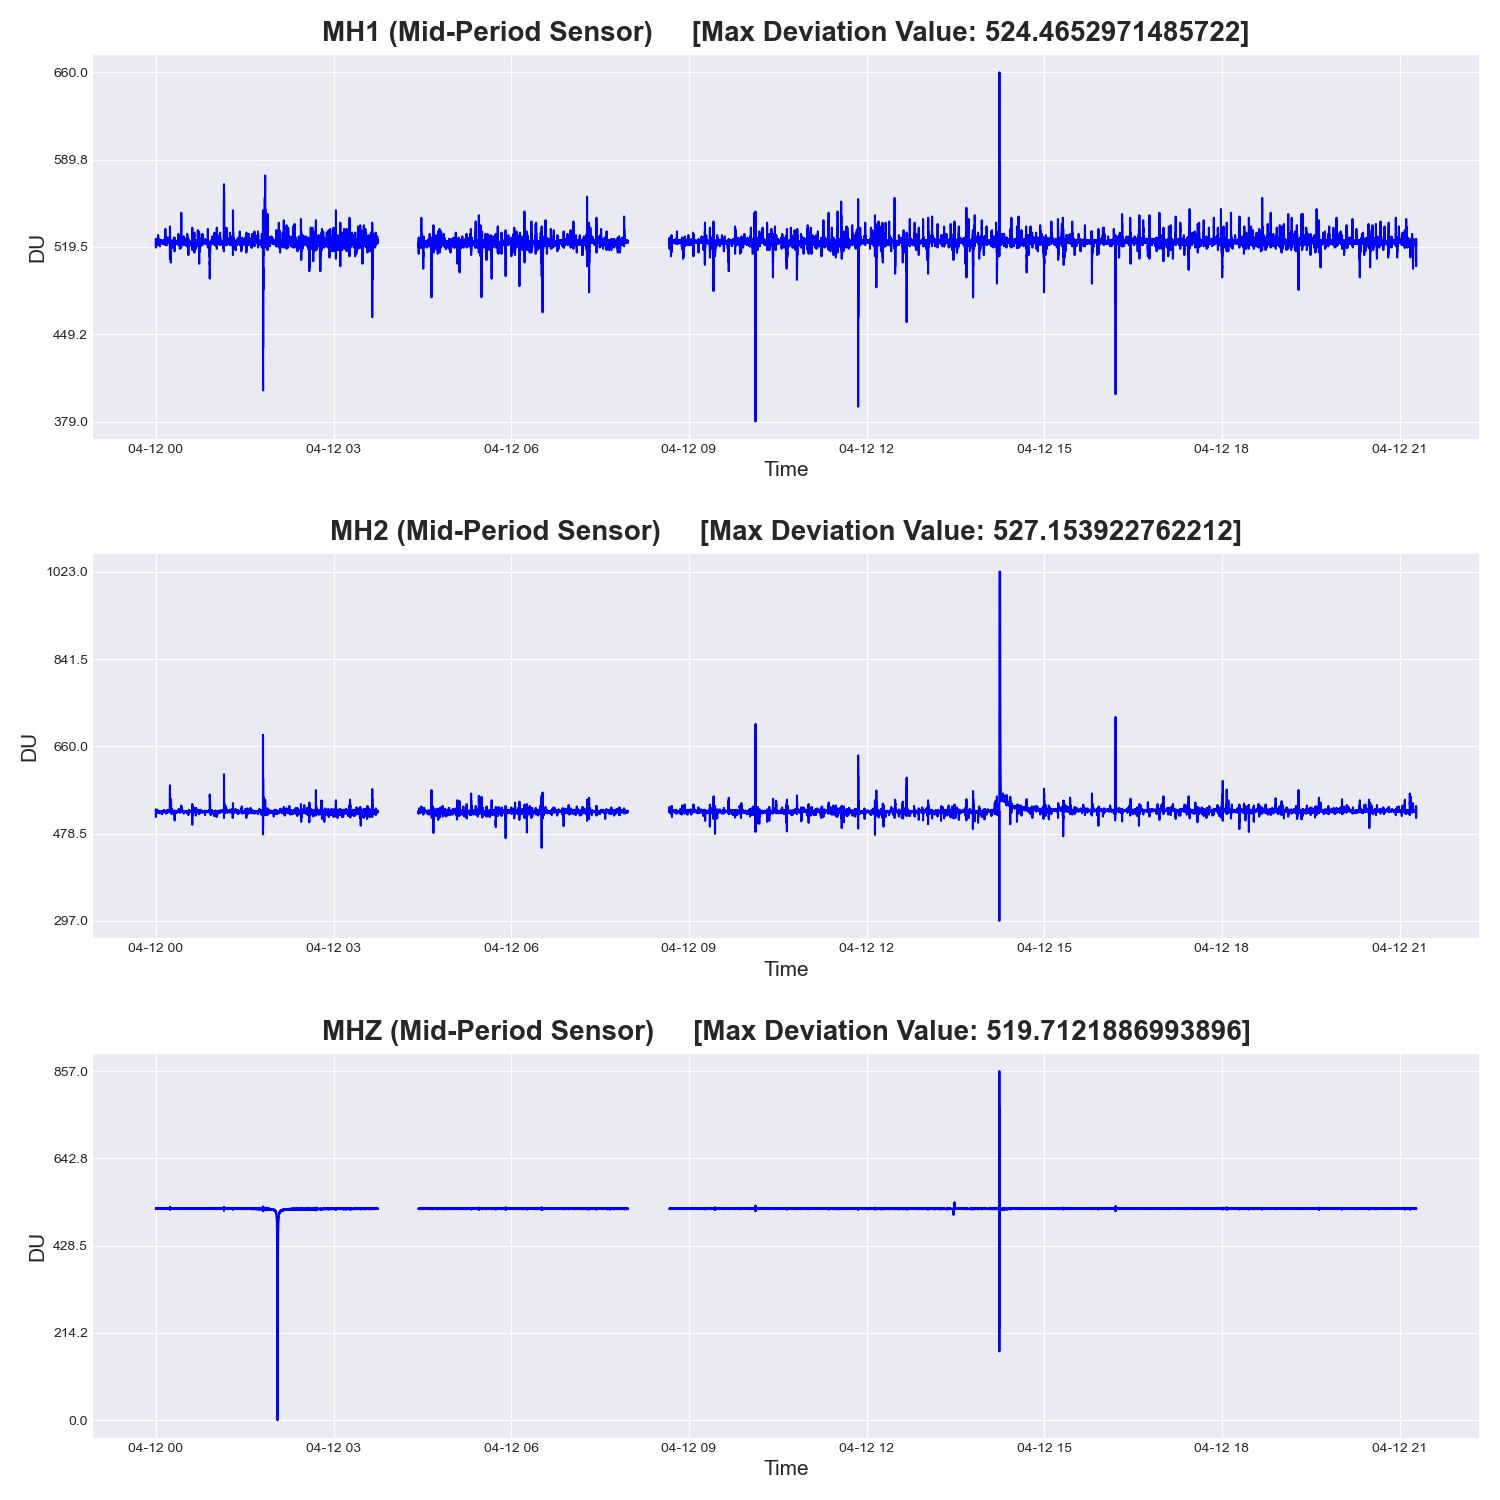 MH1 (Mid-Period Sensor) [Max Deviation Value: 524.4652971485722]
660.0
589.8
519.5
449.2
379.0
DU
04-12 00 04-12 03 04-12 06 04-12 09 04-12 12 04-12 15 04-12 18 04-12 21
Time
MH2 (Mid-Period Sensor) [Max Deviation Value: 527.153922762212]
1023.0
841.5
660.0
478.5
297.0
DU
04-12 00 04-12 03 04-12 06 04-12 09 04-12 12 04-12 15 04-12 18 04-12 21
Time
MHZ (Mid-Period Sensor) [Max Deviation Value: 519.7121886993896]
857.0
642.8
428.5
214.2
0.0
DU
04-12 00 04-12 03 04-12 06 04-12 09 04-12 12 04-12 15 04-12 18 04-12 21
Time